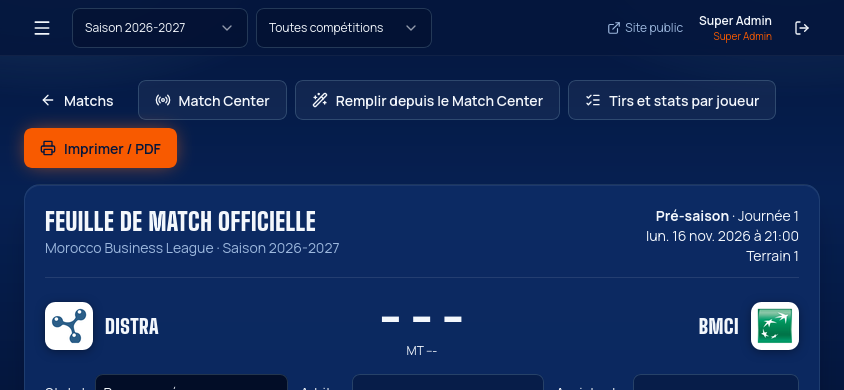 Saison 2026-2027
Toutes compétitions
Site public
Super Admin
Super Admin
Matchs
Match Center
Remplir depuis le Match Center
Tirs et stats par joueur
Imprimer / PDF
FEUILLE DE MATCH OFFICIELLE
Morocco Business League · Saison 2026-2027
Pré-saison · Journée 1
lun. 16 nov. 2026 à 21:00
Terrain 1
DISTRA
– – –
BMCI
MT –-